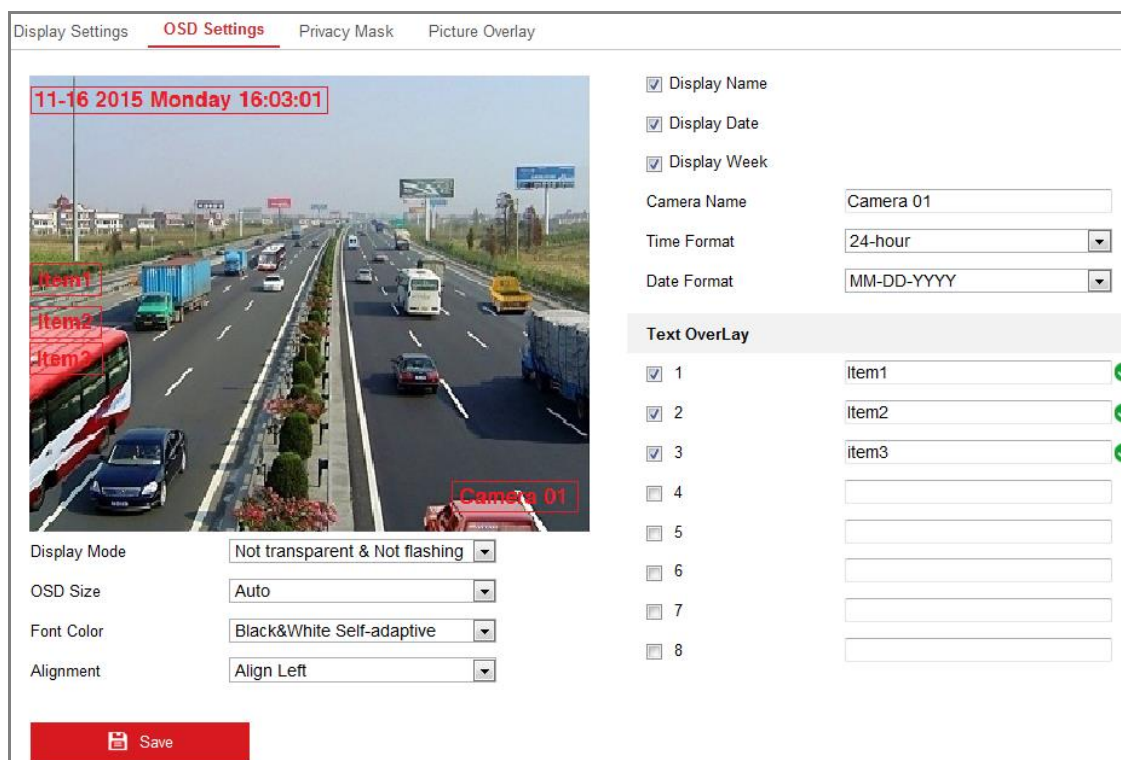 Display Settings OSD Settings Privacy Mask Picture Overlay
11-16 2015 Monday 16:03:01
Item1
Item2
Item3
Camera 01
Display Mode Not transparent & Not flashing
OSD Size Auto
Font Color Black&White Self-adaptive
Alignment Align Left
Save
Display Name
Display Date
Display Week
Camera Name Camera 01
Time Format 24-hour
Date Format MM-DD-YYYY
Text OverLay
1 Item1
2 Item2
3 item3
4
5
6
7
8